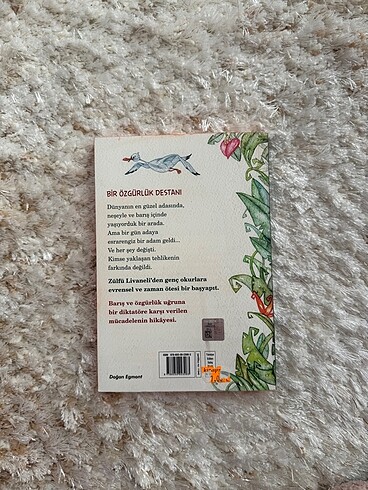 BİR ÖZGÜRLÜK DESTANI
Dünyanın en güzel adasında,
neşeyle ve barış içinde
yaşıyorduk bir arada.
Ama bir gün adaya
esrarengiz bir adam geldi...
Ve her şey değişti.
Kimse yaklaşan tehlikenin
farkında değildi.
Zülfü Livaneli'den genç okurlara
evrensel ve zaman ötesi bir başyapıt.
Barış ve özgürlük uğruna
bir diktatöre karşı verilen
mücadelenin hikâyesi.
Doğan Egmont